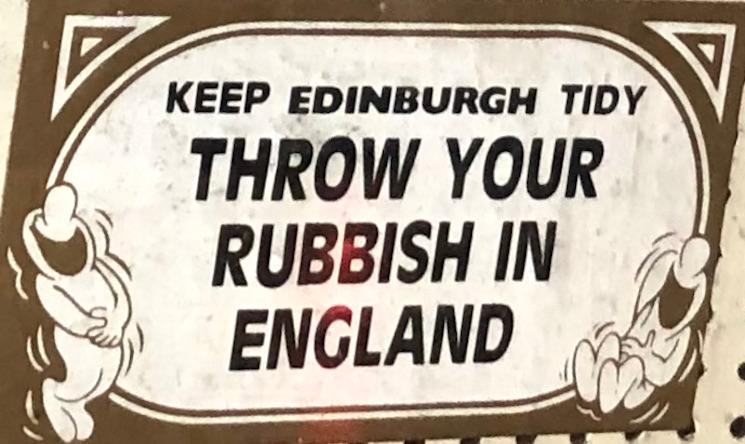 KEEP EDINBURGH TIDY
THROW YOUR
RUBBISH IN
ENGLAND